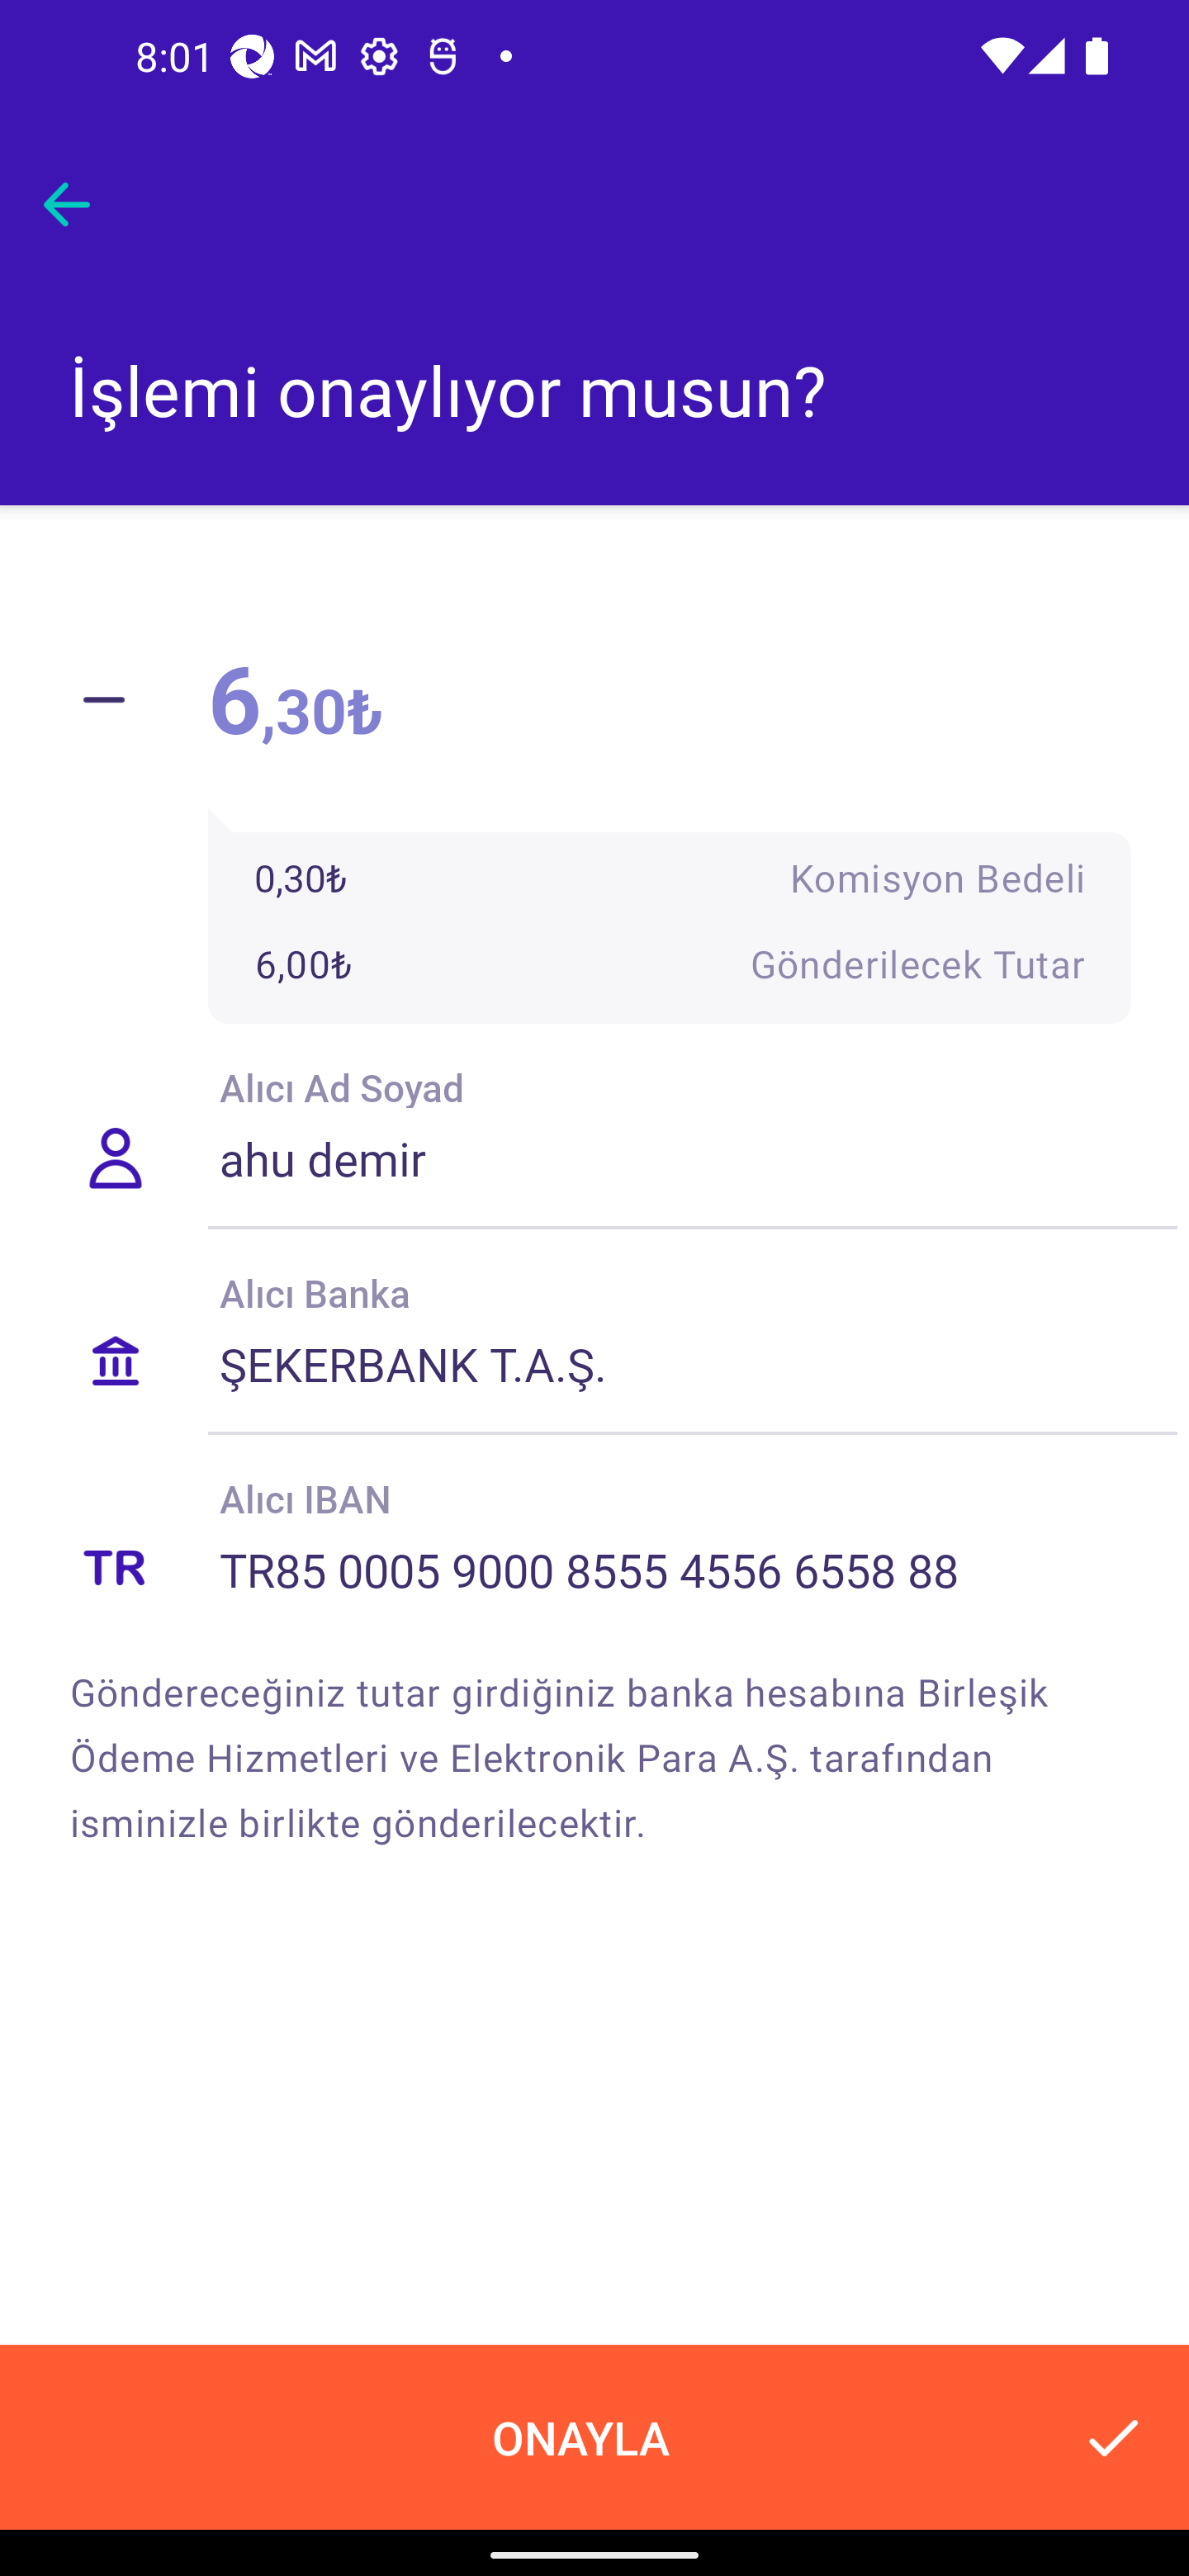 8:01
İşlemi onaylıyor musun?
6,30₺
0,30₺ Komisyon Bedeli
6,00₺ Gönderilecek Tutar
Alıcı Ad Soyad
ahu demir
Alıcı Banka
ŞEKERBANK T.A.Ş.
Alıcı IBAN
TR TR85 0005 9000 8555 4556 6558 88
Göndereceğiniz tutar girdiğiniz banka hesabına Birleşik
Ödeme Hizmetleri ve Elektronik Para A.Ş. tarafından
isminizle birlikte gönderilecektir.
ONAYLA